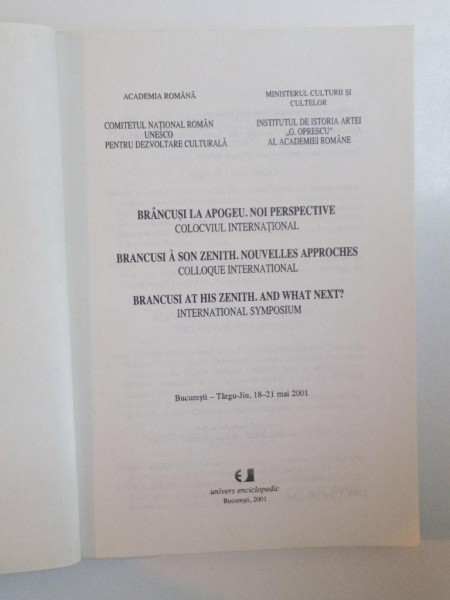 ACADEMIA ROMÂNĂ
COMITETUL NAȚIONAL ROMÂN
UNESCO
PENTRU DEZVOLTARE CULTURALĂ
MINISTERUL CULTURII ȘI
CULTELOR
INSTITUTUL DE ISTORIA ARTEI
„G. OPRESCU”
AL ACADEMIEI ROMÂNE
BRÂNCUȘI LA APOGEU. NOI PERSPECTIVE
COLOCVIUL INTERNAȚIONAL
BRANCUSI À SON ZENITH. NOUVELLES APPROCHES
COLLOQUE INTERNATIONAL
BRANCUSI AT HIS ZENITH. AND WHAT NEXT?
INTERNATIONAL SYMPOSIUM
București – Târgu-Jiu, 18–21 mai 2001
univers enciclopedic
București, 2001